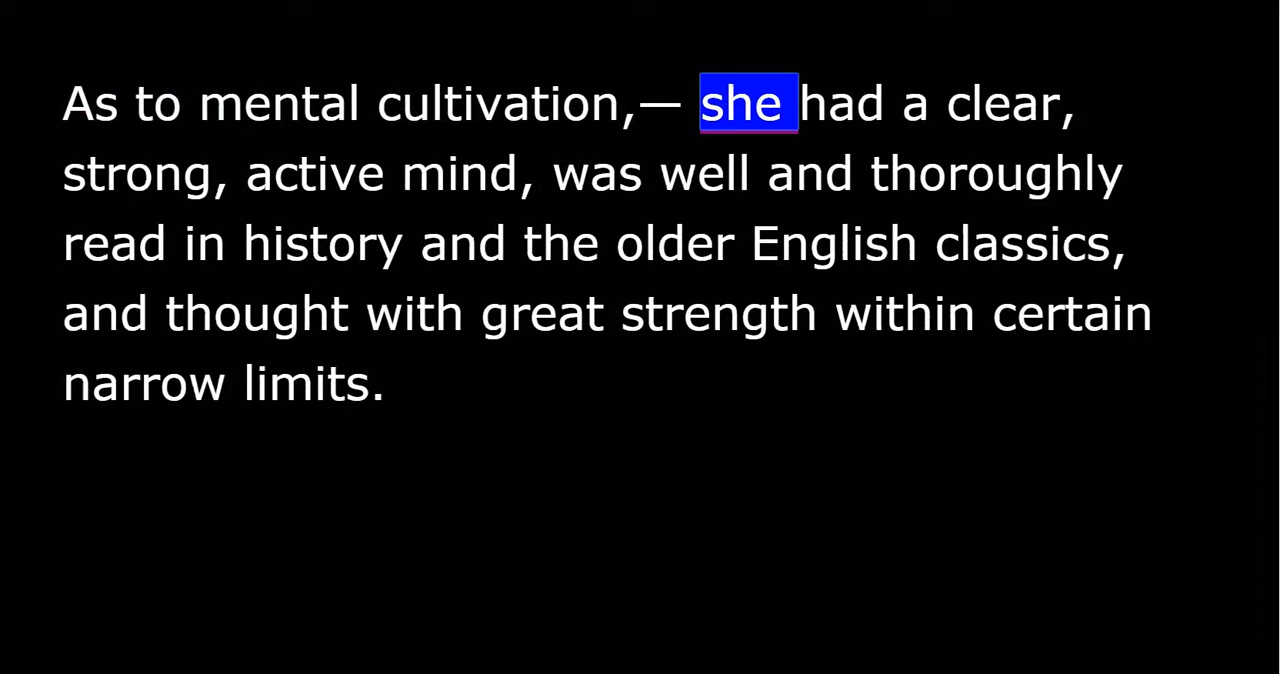 As to mental cultivation,— she had a clear,
strong, active mind, was well and thoroughly
read in history and the older English classics,
and thought with great strength within certain
narrow limits.